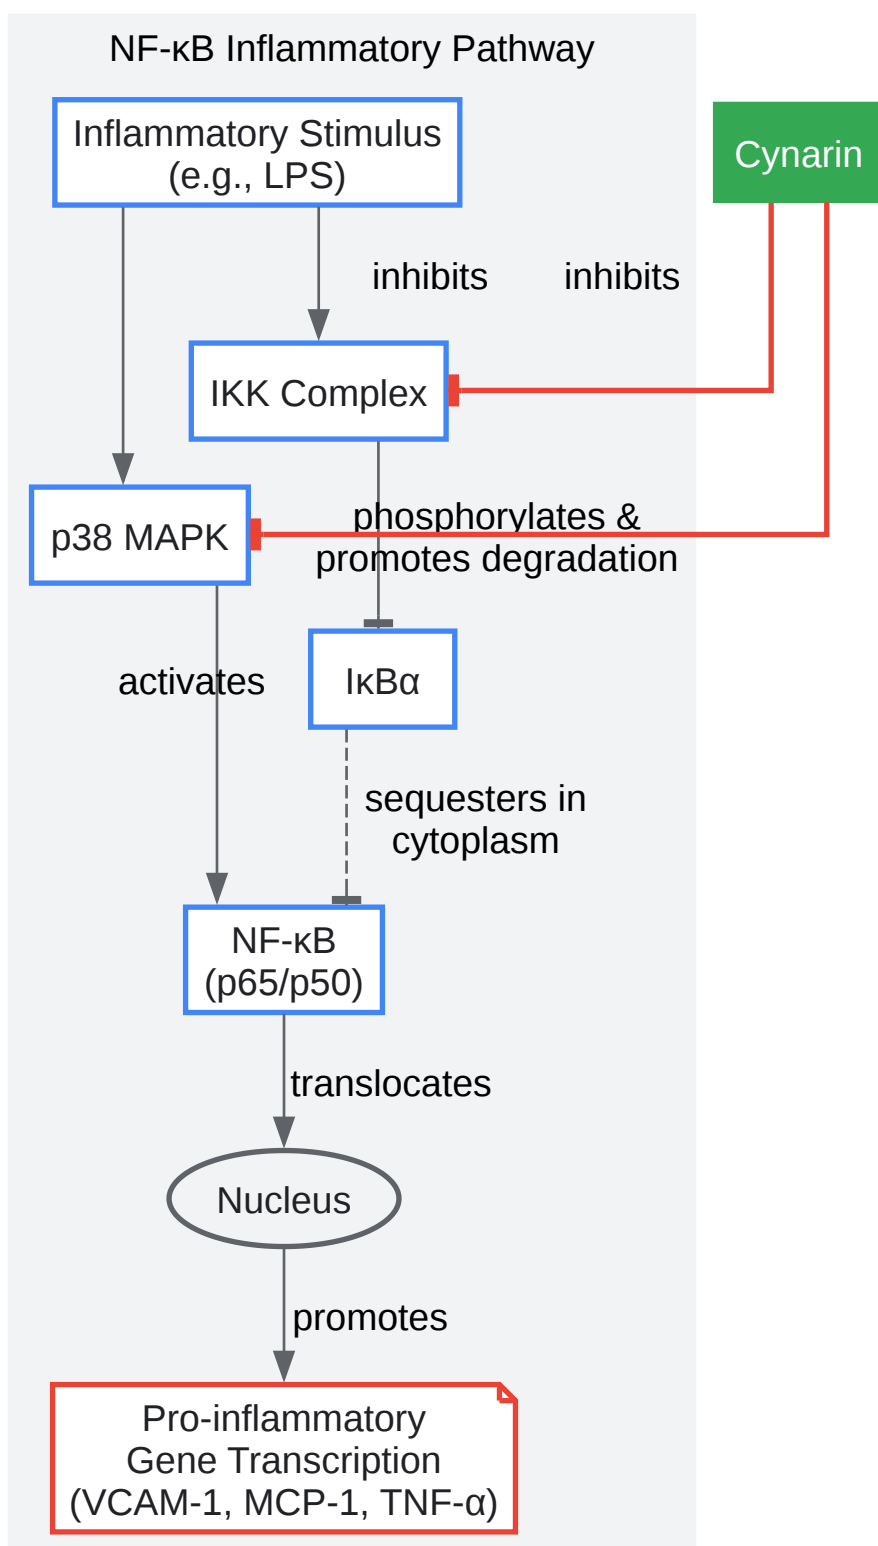 NF-κB Inflammatory Pathway
Inflammatory Stimulus
(e.g., LPS)
Cynarin
inhibits
inhibits
IKK Complex
phosphorylates &
promotes degradation
p38 MAPK
activates
IκBα
sequesters in
cytoplasm
NF-κB
(p65/p50)
translocates
Nucleus
promotes
Pro-inflammatory
Gene Transcription
(VCAM-1, MCP-1, TNF-α)